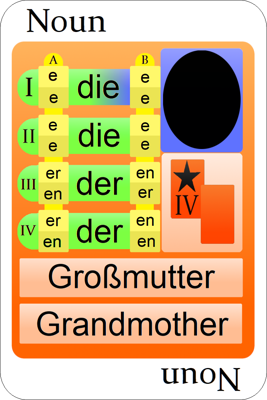 Noun
A B
e e
I die
e e
e e
II die
e e
er en
III der
en er
er en
IV der
en en
IV
Großmutter
Grandmother
Noun